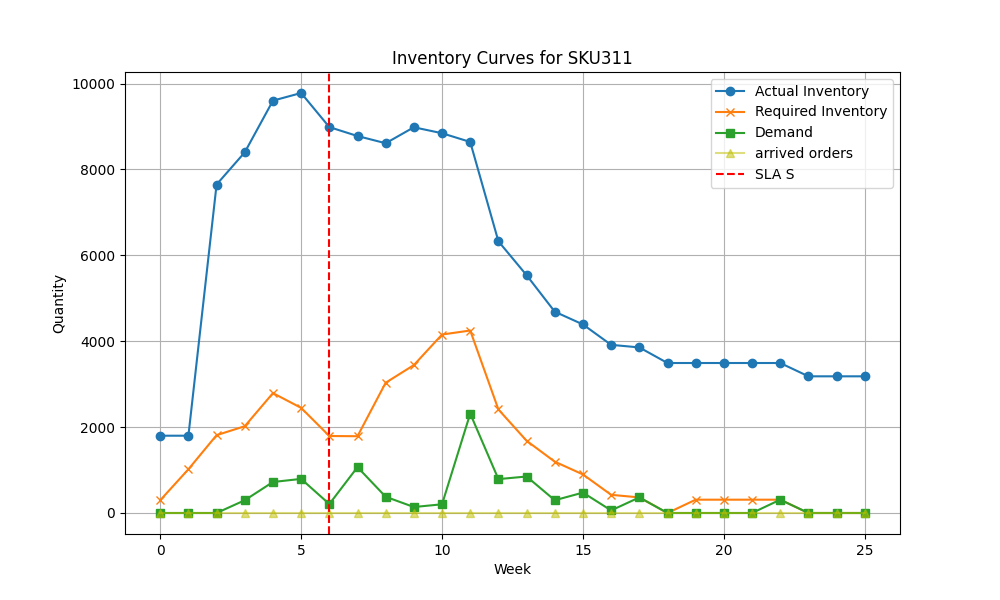 Inventory Curves for SKU311
Actual Inventory
Required Inventory
Demand
arrived orders
SLA S
Quantity
10000
8000
6000
4000
2000
0
0 5 10 15 20 25
Week